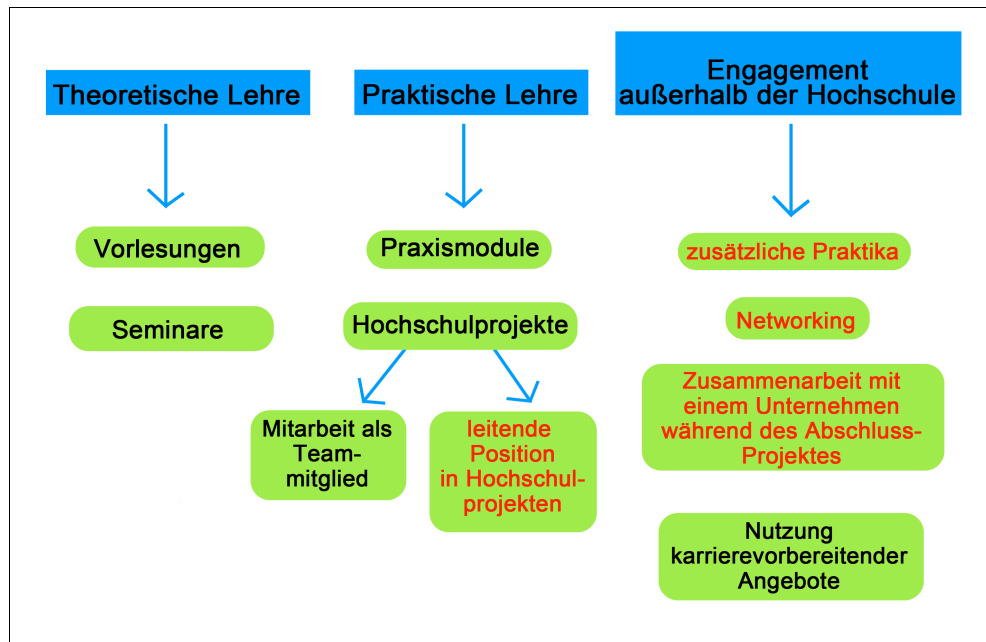 Theoretische Lehre
Vorlesungen
Seminare
Praktische Lehre
Praxismodule
Hochschulprojekte
Mitarbeit als
Team-
mitglied
leitende
Position
in Hochschul-
projekten
Engagement
außerhalb der Hochschule
zusätzliche Praktika
Networking
Zusammenarbeit mit
einem Unternehmen
während des Abschluss-
Projektes
Nutzung
karrierevorbereitender
Angebote